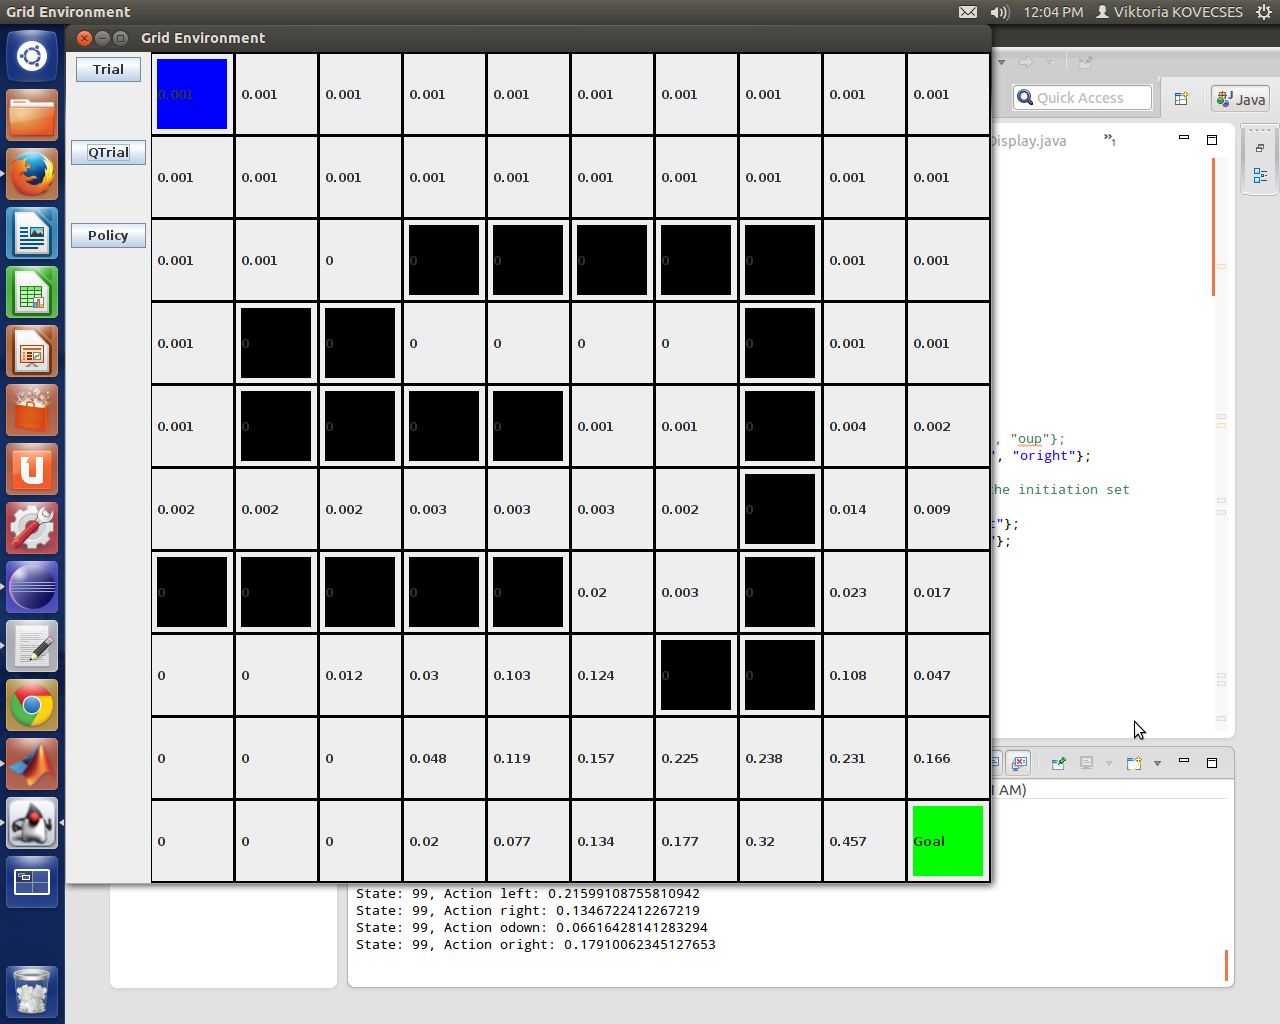 Grid Environment
12:04 PM Viktoria KOVECSES
Grid Environment
Trial
QTrial
Policy
0.001 0.001 0.001 0.001 0.001 0.001 0.001 0.001 0.001 0.001
0.001 0.001 0.001 0.001 0.001 0.001 0.001 0.001 0.001 0.001
0.001 0.001 0 0 0 0 0 0 0.001 0.001
0.001 0 0 0 0 0 0 0 0.001 0.001
0.001 0 0 0 0 0.001 0.001 0 0.004 0.002
0.002 0.002 0.002 0.003 0.003 0.003 0.002 0 0.014 0.009
0 0 0 0 0 0.02 0.003 0 0.023 0.017
0 0 0.012 0.03 0.103 0.124 0 0 0.108 0.047
0 0 0 0.048 0.119 0.157 0.225 0.238 0.231 0.166
0 0 0 0.02 0.077 0.134 0.177 0.32 0.457 Goal
Quick Access
Java
Display.java
»1
, "oup"};
", "oright"};
the initiation set
t"};
"};
AM)
State: 99, Action left: 0.21599108755810942
State: 99, Action right: 0.1346722412267219
State: 99, Action odown: 0.06616428141283294
State: 99, Action oright: 0.17910062345127653